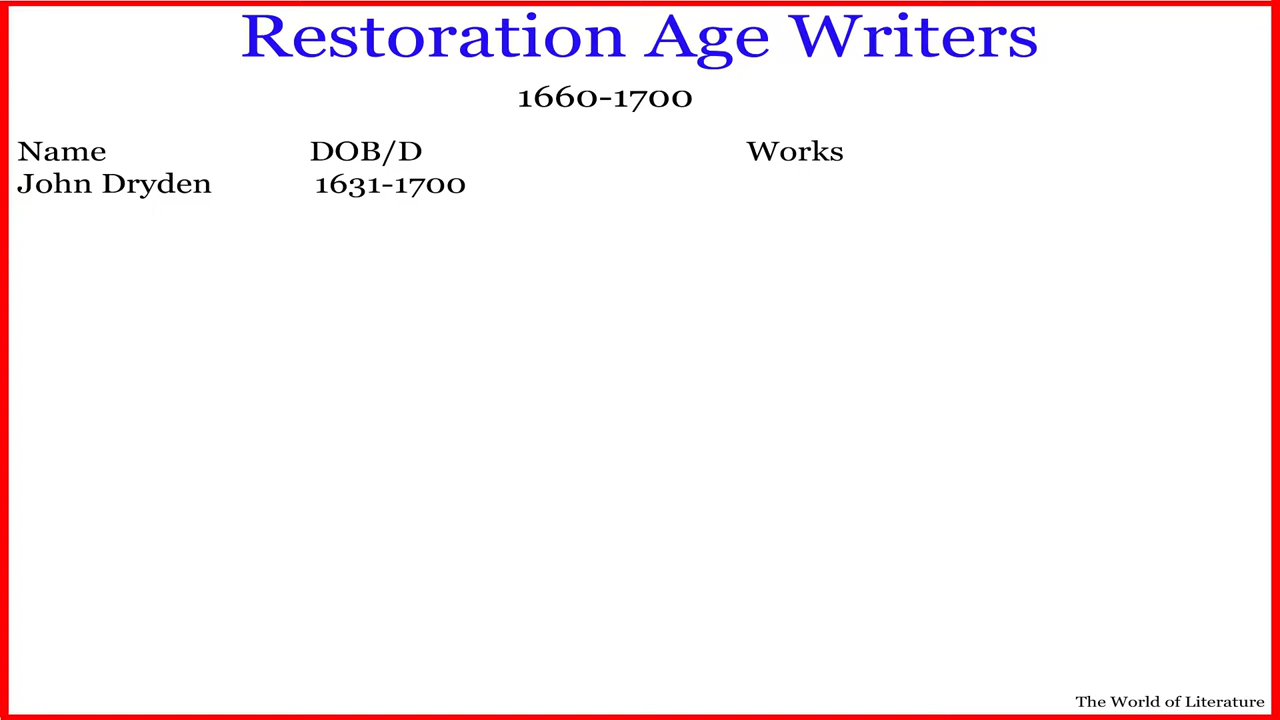 Restoration Age Writers
1660-1700
Name DOB/D Works
John Dryden 1631-1700
The World of Literature